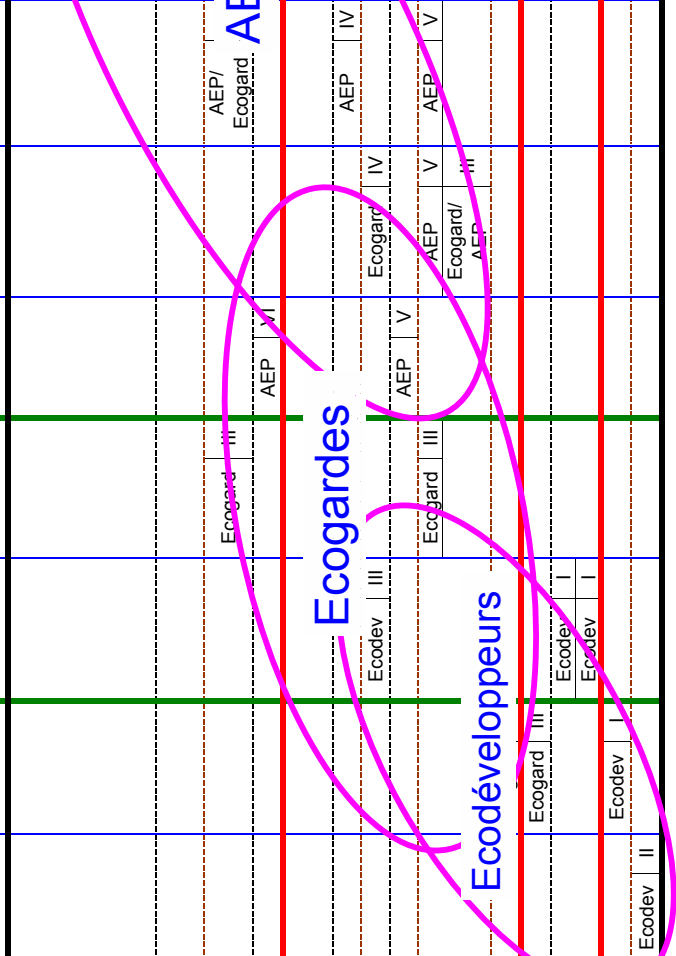 AEP/
Ecogard
AE
Ecogard III
AEP VI
Ecogardes
AEP IV
Ecodev III
Ecogard IV
AEP V
Ecogard III
AEP V
AEP V
Ecogard/
AEP III
Ecodéveloppeurs
Ecogard III
Ecodev I
Ecodev I
Ecodev I
Ecodev II